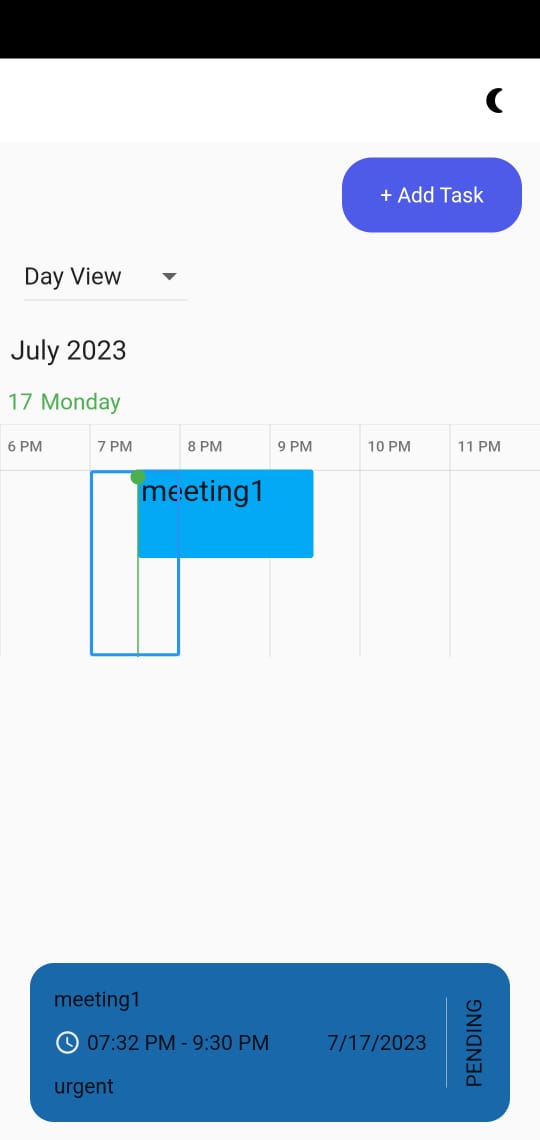 + Add Task
Day View
July 2023
17 Monday
6 PM 7 PM 8 PM 9 PM 10 PM 11 PM
meeting1
meeting1
07:32 PM - 9:30 PM 7/17/2023
urgent
PENDING